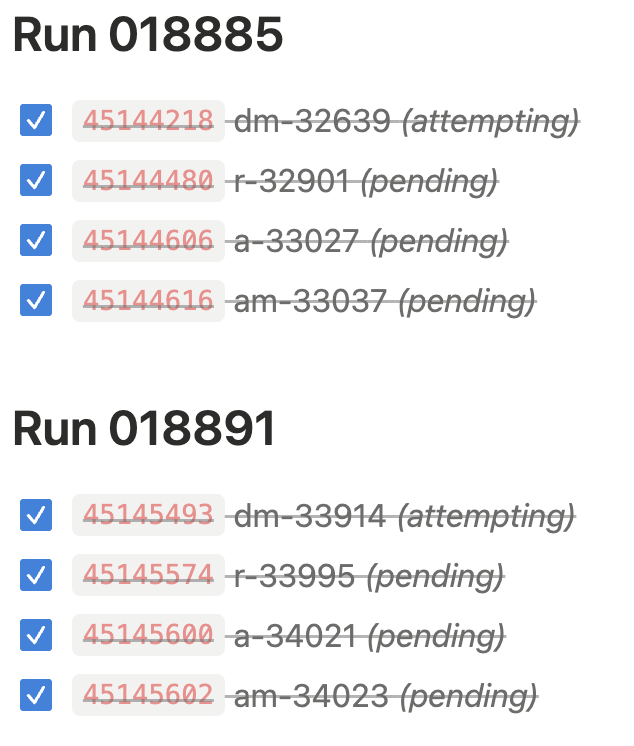 Run 018885
45144218 dm-32639 (attempting)
45144480 r-32901 (pending)
45144606 a-33027 (pending)
45144616 am-33037 (pending)
Run 018891
45145493 dm-33914 (attempting)
45145574 r-33995 (pending)
45145600 a-34021 (pending)
45145602 am-34023 (pending)